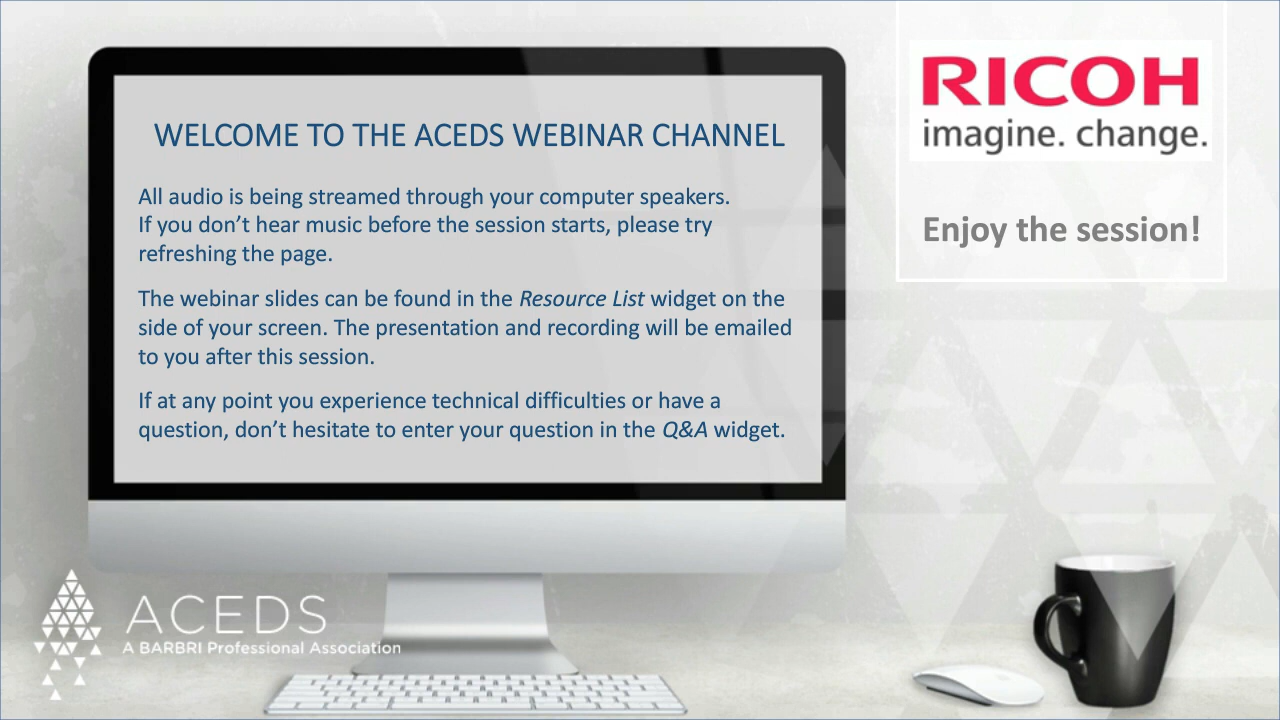 WELCOME TO THE ACEDS WEBINAR CHANNEL
All audio is being streamed through your computer speakers.
If you don’t hear music before the session starts, please try
refreshing the page.
The webinar slides can be found in the Resource List widget on the
side of your screen. The presentation and recording will be emailed
to you after this session.
If at any point you experience technical difficulties or have a
question, don’t hesitate to enter your question in the Q&A widget.
RICOH
imagine. change.
Enjoy the session!
ACEDS
A BARBRI Professional Association